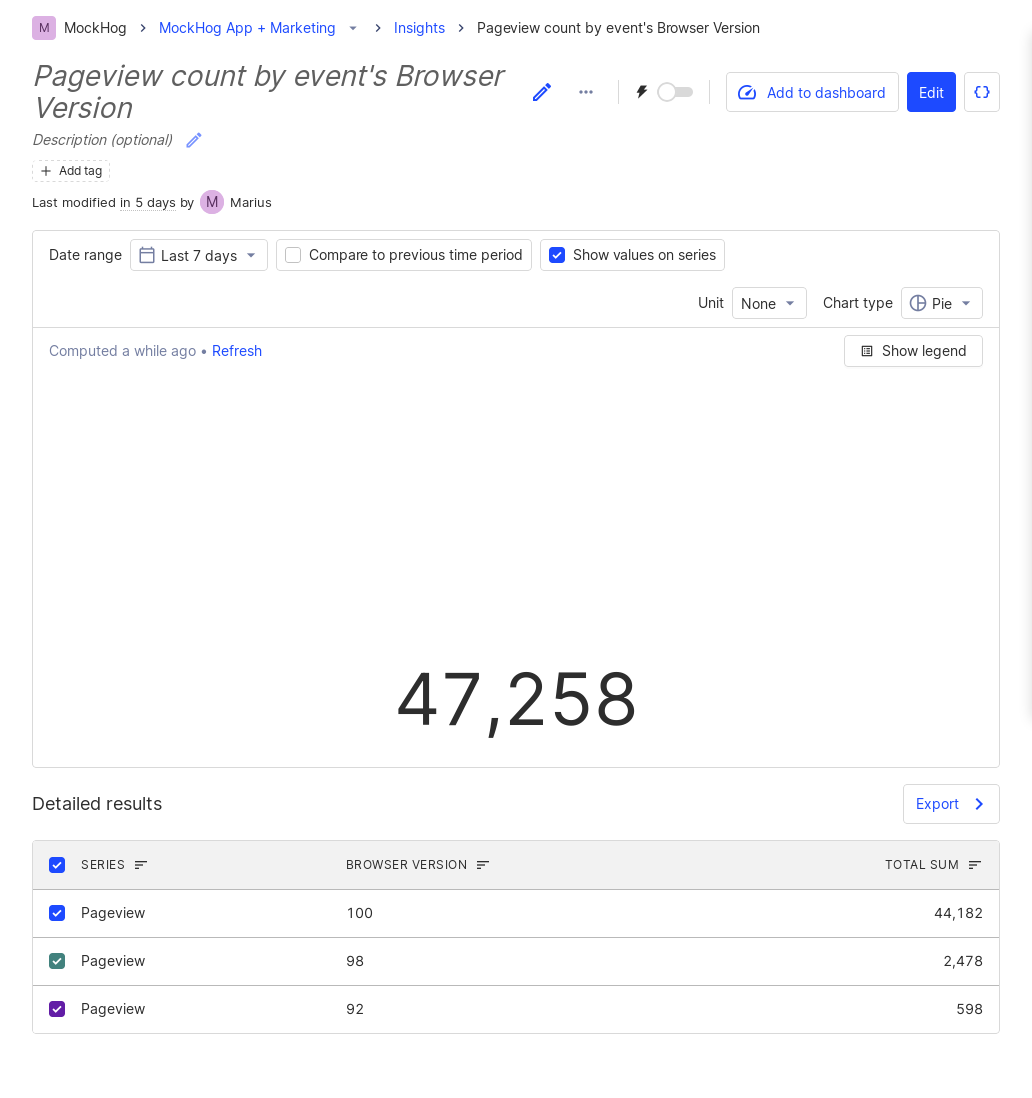 M MockHog MockHog App + Marketing Insights Pageview count by event's Browser Version
Pageview count by event's Browser
Version
Add to dashboard Edit
Description (optional)
Add tag
Last modified in 5 days by M Marius
Date range Last 7 days Compare to previous time period Show values on series
Unit None Chart type Pie
Computed a while ago • Refresh Show legend
47,258
Detailed results Export
SERIES BROWSER VERSION TOTAL SUM
Pageview 100 44,182
Pageview 98 2,478
Pageview 92 598